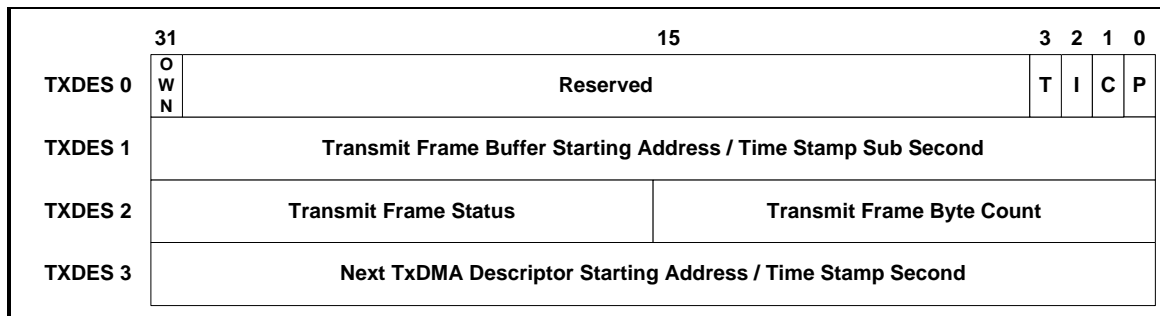 31 15 3 2 1 0
TXDES 0 OWN Reserved T I C P
TXDES 1 Transmit Frame Buffer Starting Address / Time Stamp Sub Second
TXDES 2 Transmit Frame Status Transmit Frame Byte Count
TXDES 3 Next TxDMA Descriptor Starting Address / Time Stamp Second